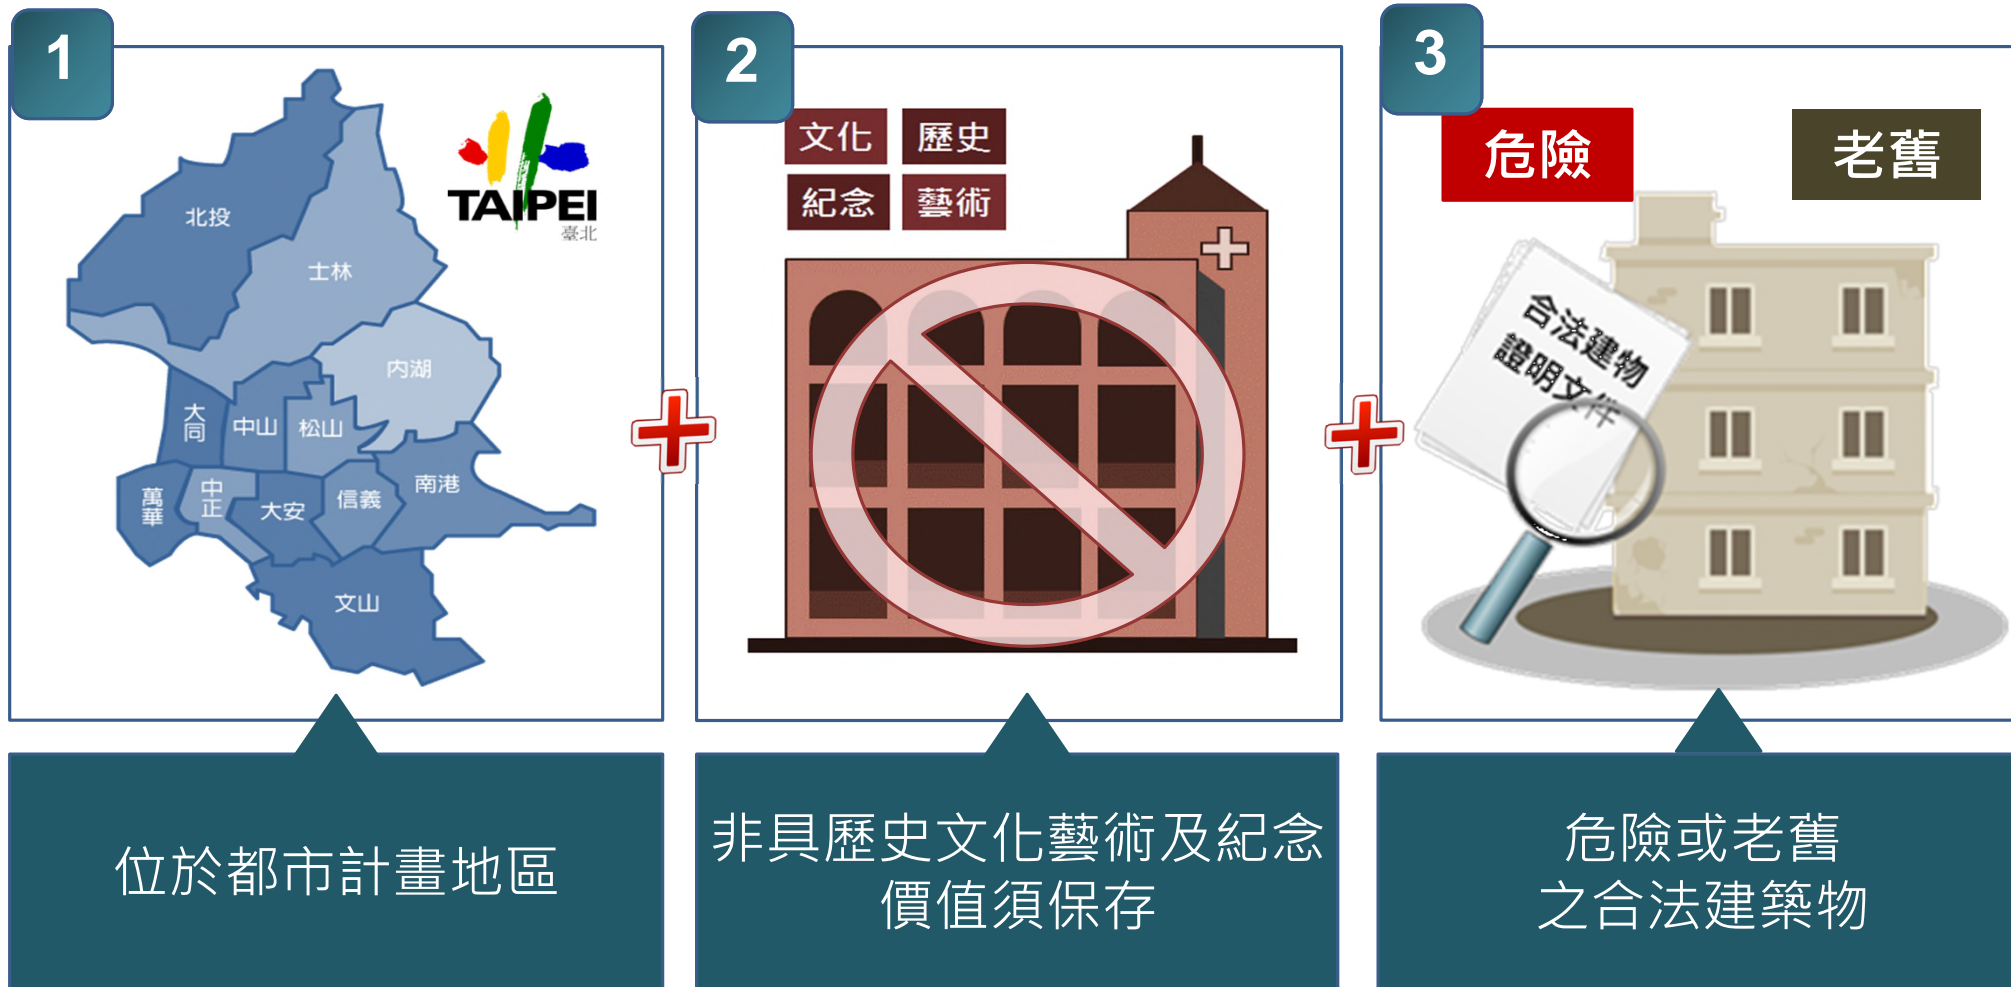 1
TAIPEI
臺北
北投
士林
內湖
大同
中山
松山
萬華
中正
大安
信義
南港
文山
2
文化
歷史
紀念
藝術
3
危險
老舊
合法建物
證明文件
位於都市計畫地區
非具歷史文化藝術及紀念
價值須保存
危險或老舊
之合法建築物